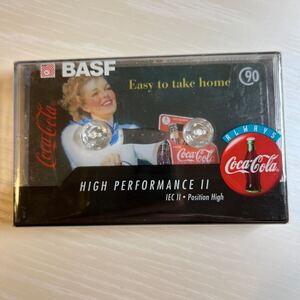 BASF
Easy to take home
C90
Coca-Cola
Coca-Cola
ALWAYS
Coca-Cola
HIGH PERFORMANCE II
IEC II • Position High